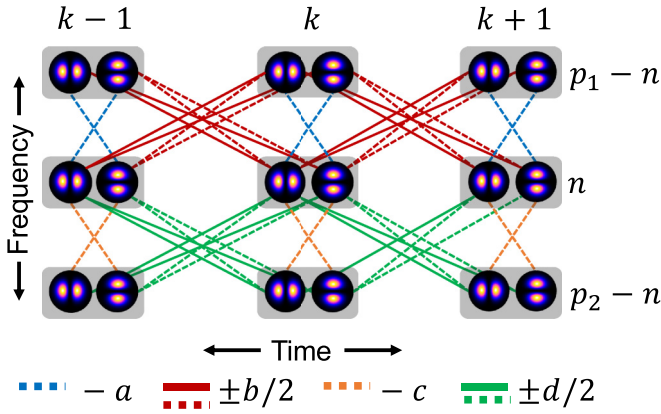 k − 1 k k + 1
p₁ − n
Frequency
n
p₂ − n
Time
− a ±b/2 − c ±d/2